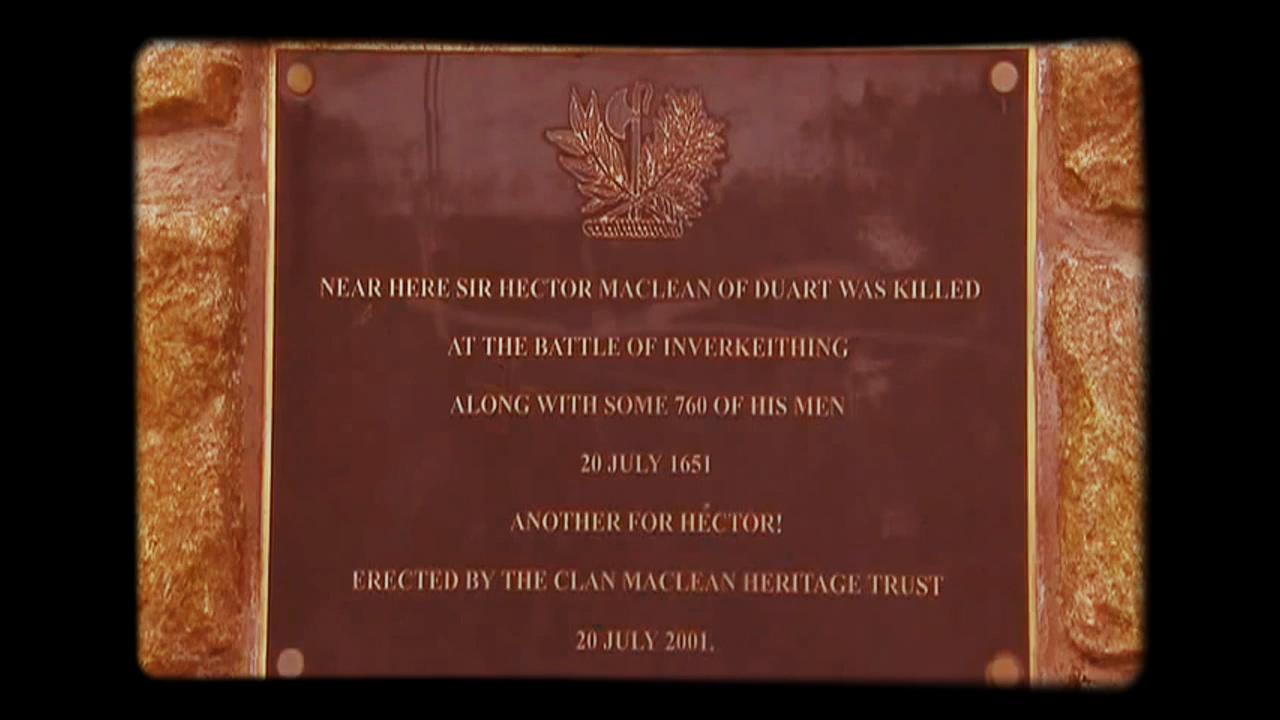 NEAR HERE SIR HECTOR MACLEAN OF DUART WAS KILLED
AT THE BATTLE OF INVERKEITHING
ALONG WITH SOME 760 OF HIS MEN
20 JULY 1651
ANOTHER FOR HECTOR!
ERECTED BY THE CLAN MACLEAN HERITAGE TRUST
20 JULY 2001.